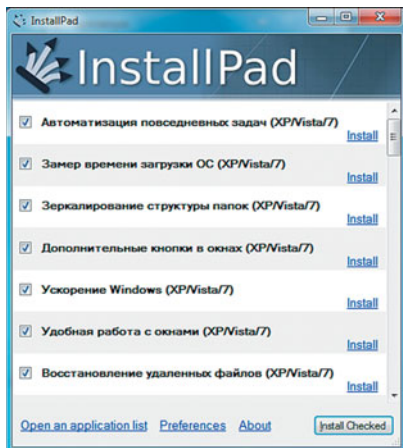 InstallPad
InstallPad
Автоматизация повседневных задач (XP/Vista/7)
Install
Замер времени загрузки ОС (XP/Vista/7)
Install
Зеркалирование структуры папок (XP/Vista/7)
Install
Дополнительные кнопки в окнах (XP/Vista/7)
Install
Ускорение Windows (XP/Vista/7)
Install
Удобная работа с окнами (XP/Vista/7)
Install
Восстановление удаленных файлов (XP/Vista/7)
Install
Open an application list Preferences About Install Checked